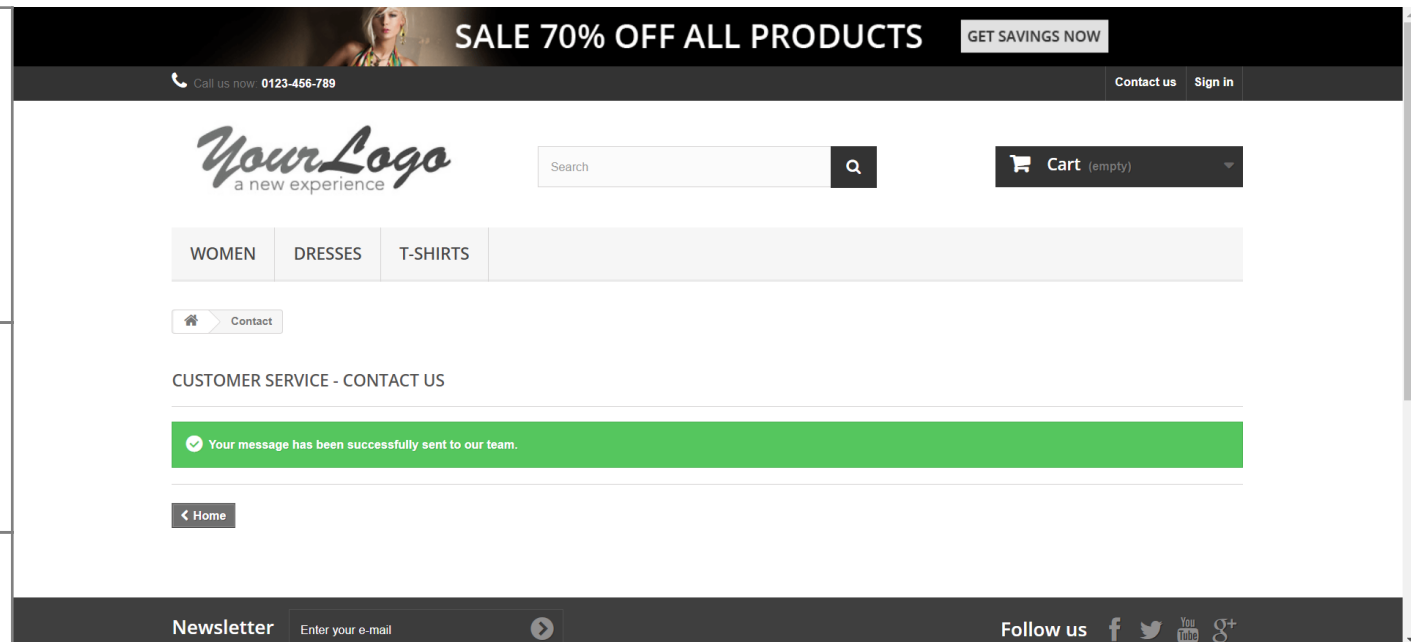 SALE 70% OFF ALL PRODUCTS GET SAVINGS NOW
Call us now: 0123-456-789 Contact us Sign in
YourLogo
a new experience
Search
Cart (empty)
WOMEN DRESSES T-SHIRTS
Contact
CUSTOMER SERVICE - CONTACT US
Your message has been successfully sent to our team.
Home
Newsletter Enter your e-mail Follow us f You Tube g+